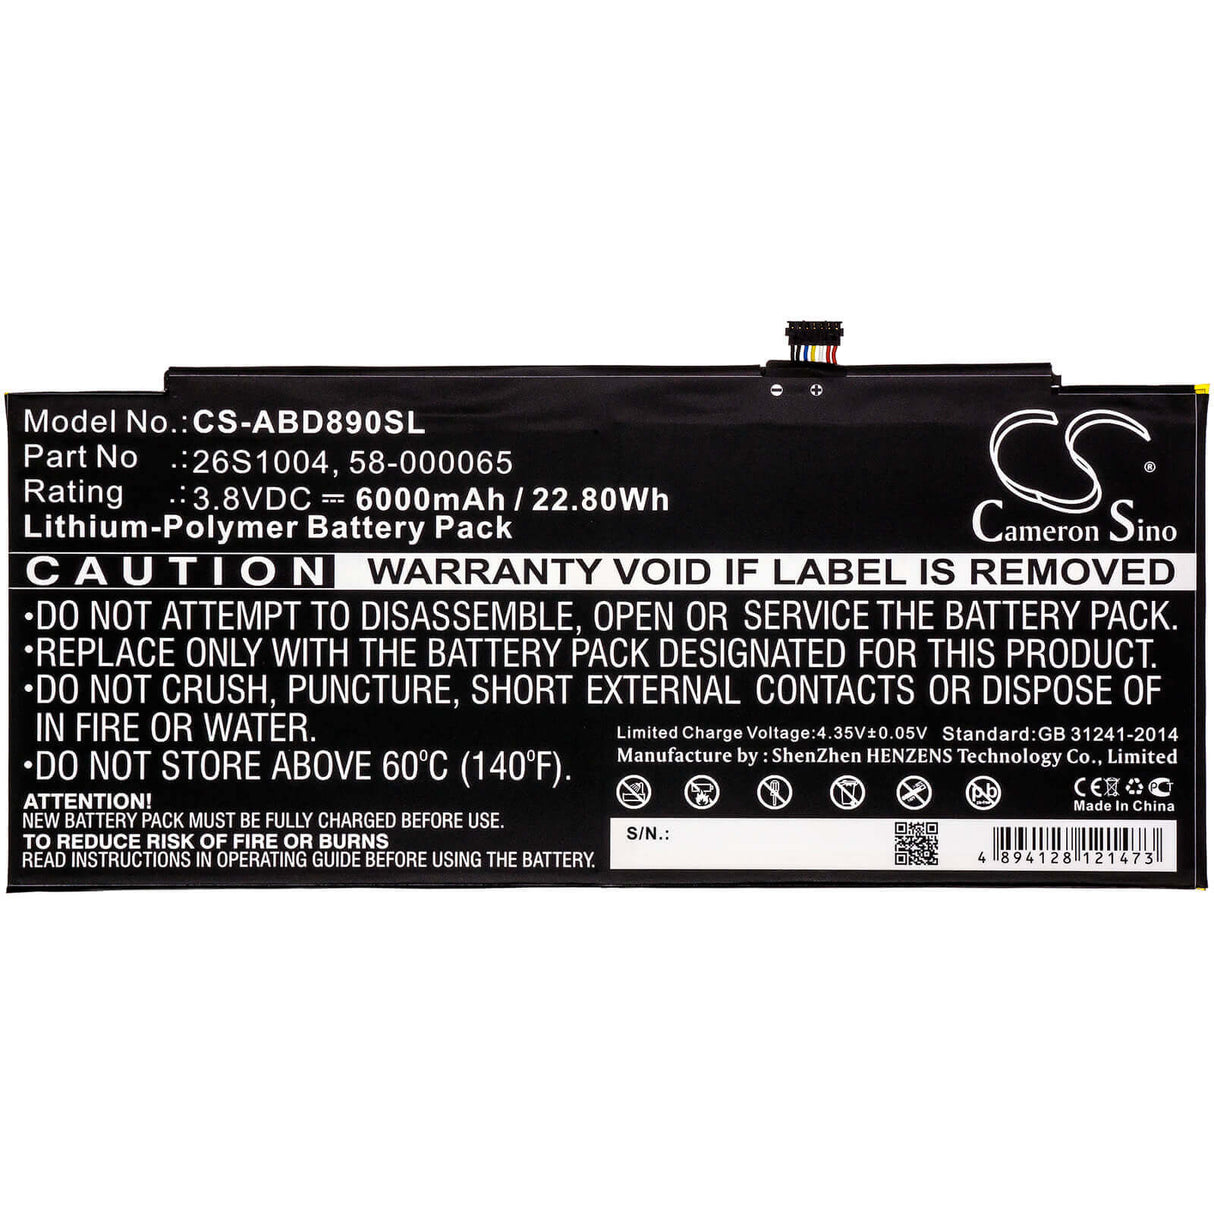 Model No.: CS-ABD890SL
Part No .: 26S1004, 58-000065
Rating .: 3.8VDC ⎓ 6000mAh / 22.80Wh
Lithium-Polymer Battery Pack
CS®
Cameron Sino
CAUTION WARRANTY VOID IF LABEL IS REMOVED
•DO NOT ATTEMPT TO DISASSEMBLE, OPEN OR SERVICE THE BATTERY PACK.
•REPLACE ONLY WITH THE BATTERY PACK DESIGNATED FOR THIS PRODUCT.
•DO NOT CRUSH, PUNCTURE, SHORT EXTERNAL CONTACTS OR DISPOSE OF
IN FIRE OR WATER.
•DO NOT STORE ABOVE 60°C (140°F).
Limited Charge Voltage:4.35V±0.05V Standard:GB 31241-2014
Manufacture by : ShenZhen HENZENS Technology Co., Limited
ATTENTION!
NEW BATTERY PACK MUST BE FULLY CHARGED BEFORE USE.
TO REDUCE RISK OF FIRE OR BURNS
READ INSTRUCTIONS OPERATING GUIDE BEFORE USING THE BATTERY.
Pb
CE
Made In China
S/N.:
4 894128 121473